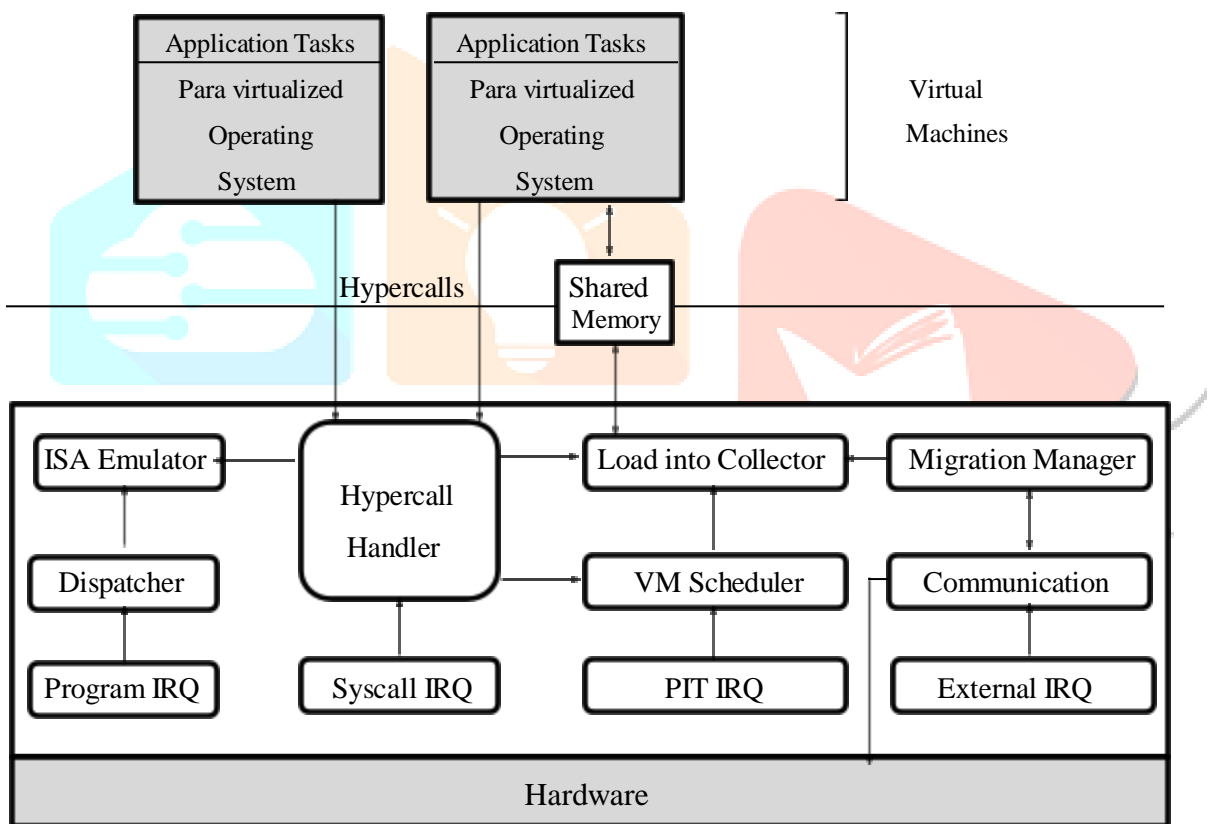 Application Tasks
Para virtualized
Operating
System
Application Tasks
Para virtualized
Operating
System
Virtual
Machines
Hypercalls
Shared
Memory
ISA Emulator
Hypercall
Handler
Load into Collector
Migration Manager
Dispatcher
VM Scheduler
Communication
Program IRQ
Syscall IRQ
PIT IRQ
External IRQ
Hardware